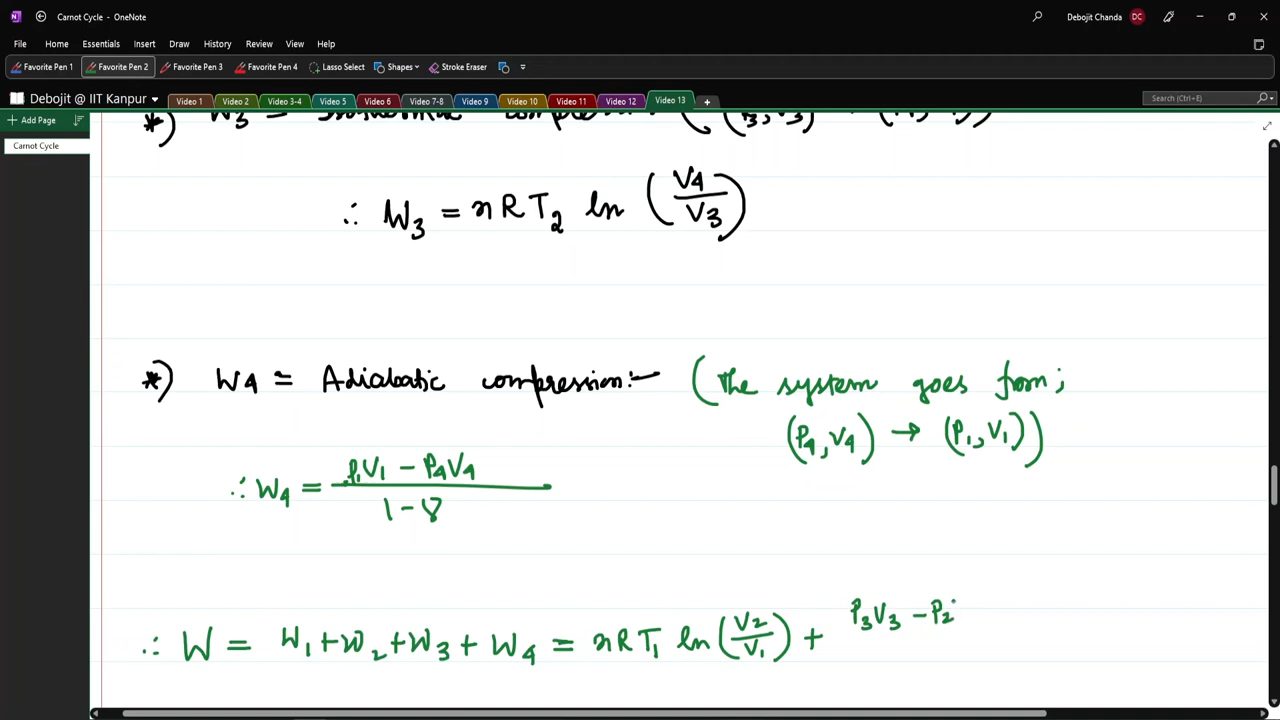 Carnot Cycle - OneNote
Debojit Chanda DC
File Home Essentials Insert Draw History Review View Help
Favorite Pen 1 Favorite Pen 2 Favorite Pen 3 Favorite Pen 4 Lasso Select Shapes Stroke Eraser
Debojit @ IIT Kanpur Video 1 Video 2 Video 3-4 Video 5 Video 6 Video 7-8 Video 9 Video 10 Video 11 Video 12 Video 13 + Search (Ctrl+E)
+ Add Page
Carnot Cycle
*) W3 =
∴ W3 = nRT2 ln (V4/V3)
*) W4 = Adiabatic compression:- (The system goes from;
(P4,V4) → (P1,V1))
∴ W4 = (P1V1 - P4V4)/(1-γ)
∴ W = W1+W2+W3+W4 = nRT1 ln(V2/V1) + P3V3 - P2